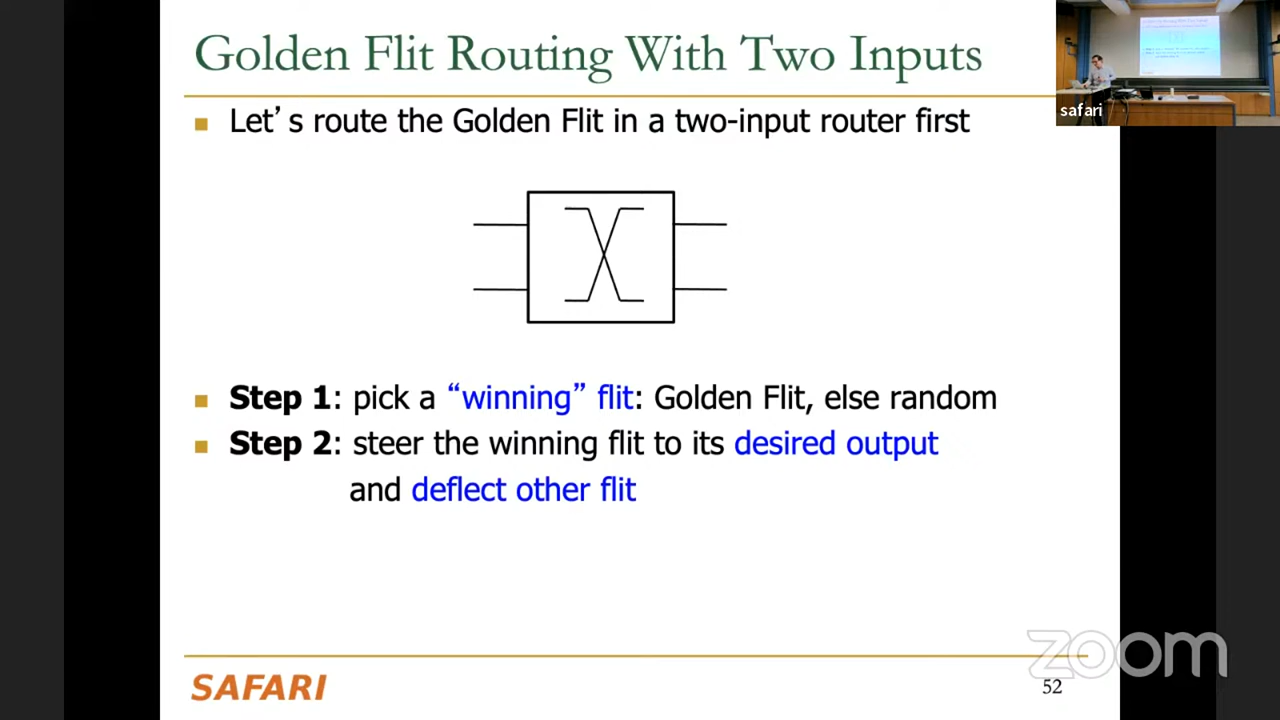 Golden Flit Routing With Two Inputs
Let’s route the Golden Flit in a two-input router first
safari
Step 1: pick a “winning” flit: Golden Flit, else random
Step 2: steer the winning flit to its desired output
and deflect other flit
zoom
SAFARI
52